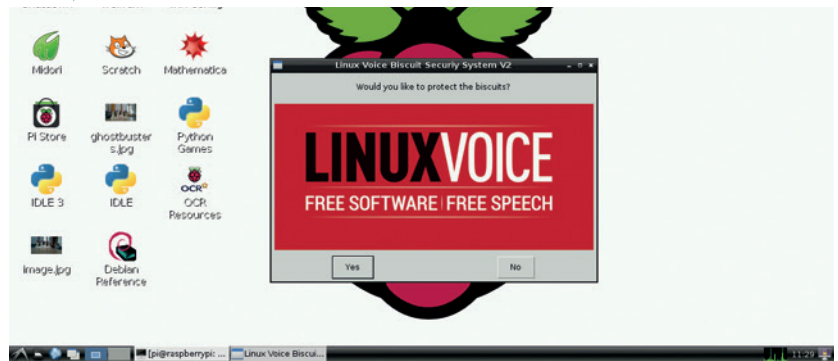 Midori
Scratch
Mathematica
Linux Voice Biscuit Securiy System V2
Would you like to protect the biscuits?
Pi Store
ghostbuster
s.jpg
Python
Games
LINUXVOICE
FREE SOFTWARE | FREE SPEECH
IDLE 3
IDLE
OCR
OCR
Resources
Yes
No
Image.jpg
Debian
Reference
[pi@raspberrypi: ...
Linux Voice Biscui...
11:29